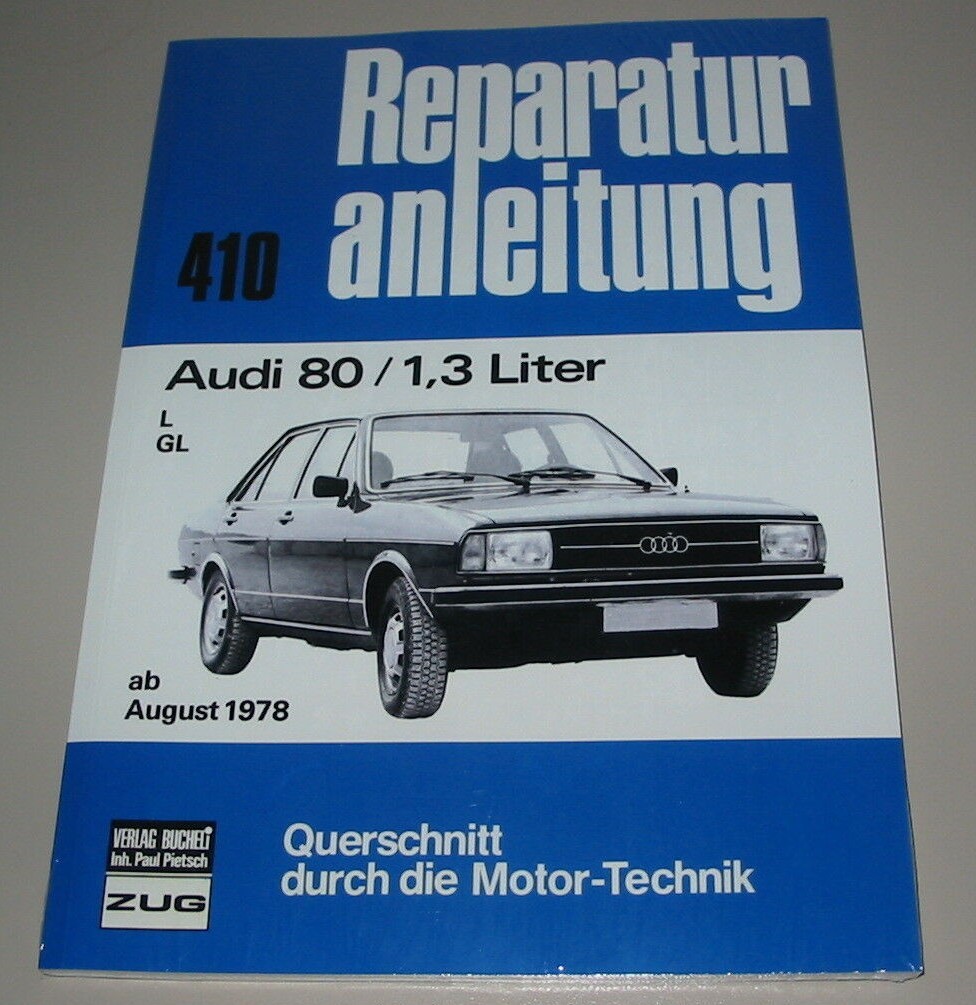 Reparatur
anleitung
410
Audi 80 / 1,3 Liter
L
GL
ab
August 1978
VERLAG BUCHELi
Inh. Paul Pietsch
ZUG
Querschnitt
durch die Motor-Technik